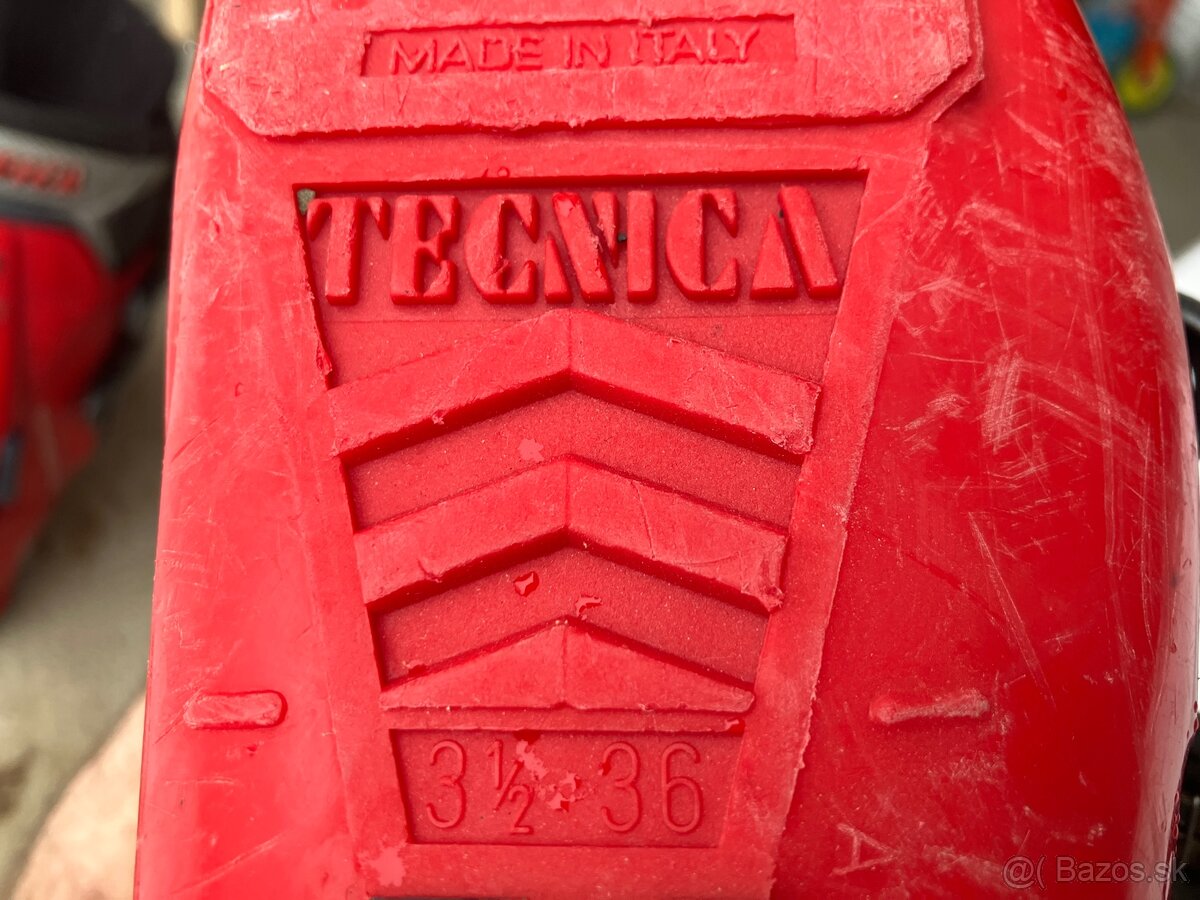 MADE IN ITALY
TECNICA
3½ 36
A
@( Bazos.sk